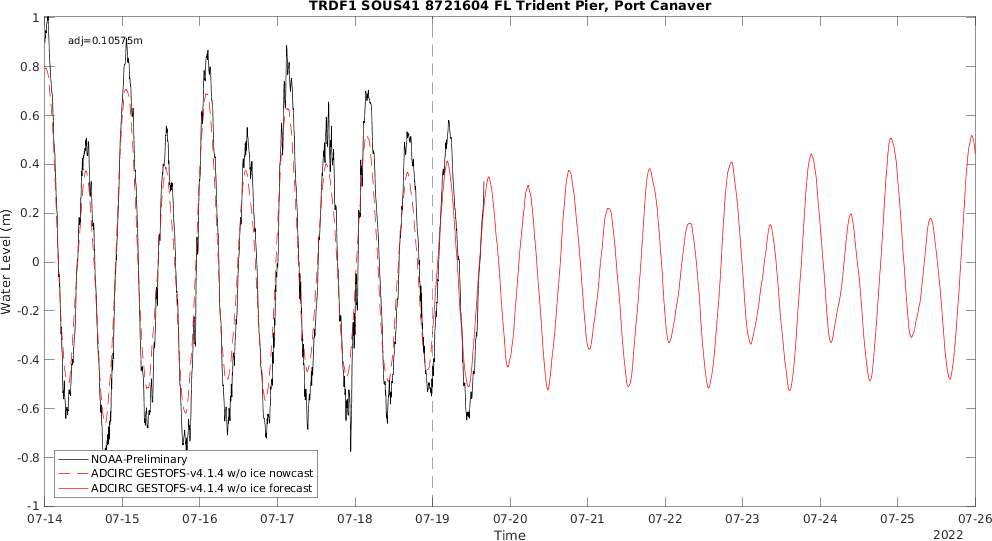 TRDF1 SOUS41 8721604 FL Trident Pier, Port Canaver
adj=0.10575m
1
0.8
0.6
0.4
0.2
0
-0.2
-0.4
-0.6
-0.8
-1
Water Level (m)
NOAA-Preliminary
ADCIRC GESTOFS-v4.1.4 w/o ice nowcast
ADCIRC GESTOFS-v4.1.4 w/o ice forecast
07-14 07-15 07-16 07-17 07-18 07-19 07-20 07-21 07-22 07-23 07-24 07-25 07-26
Time
2022